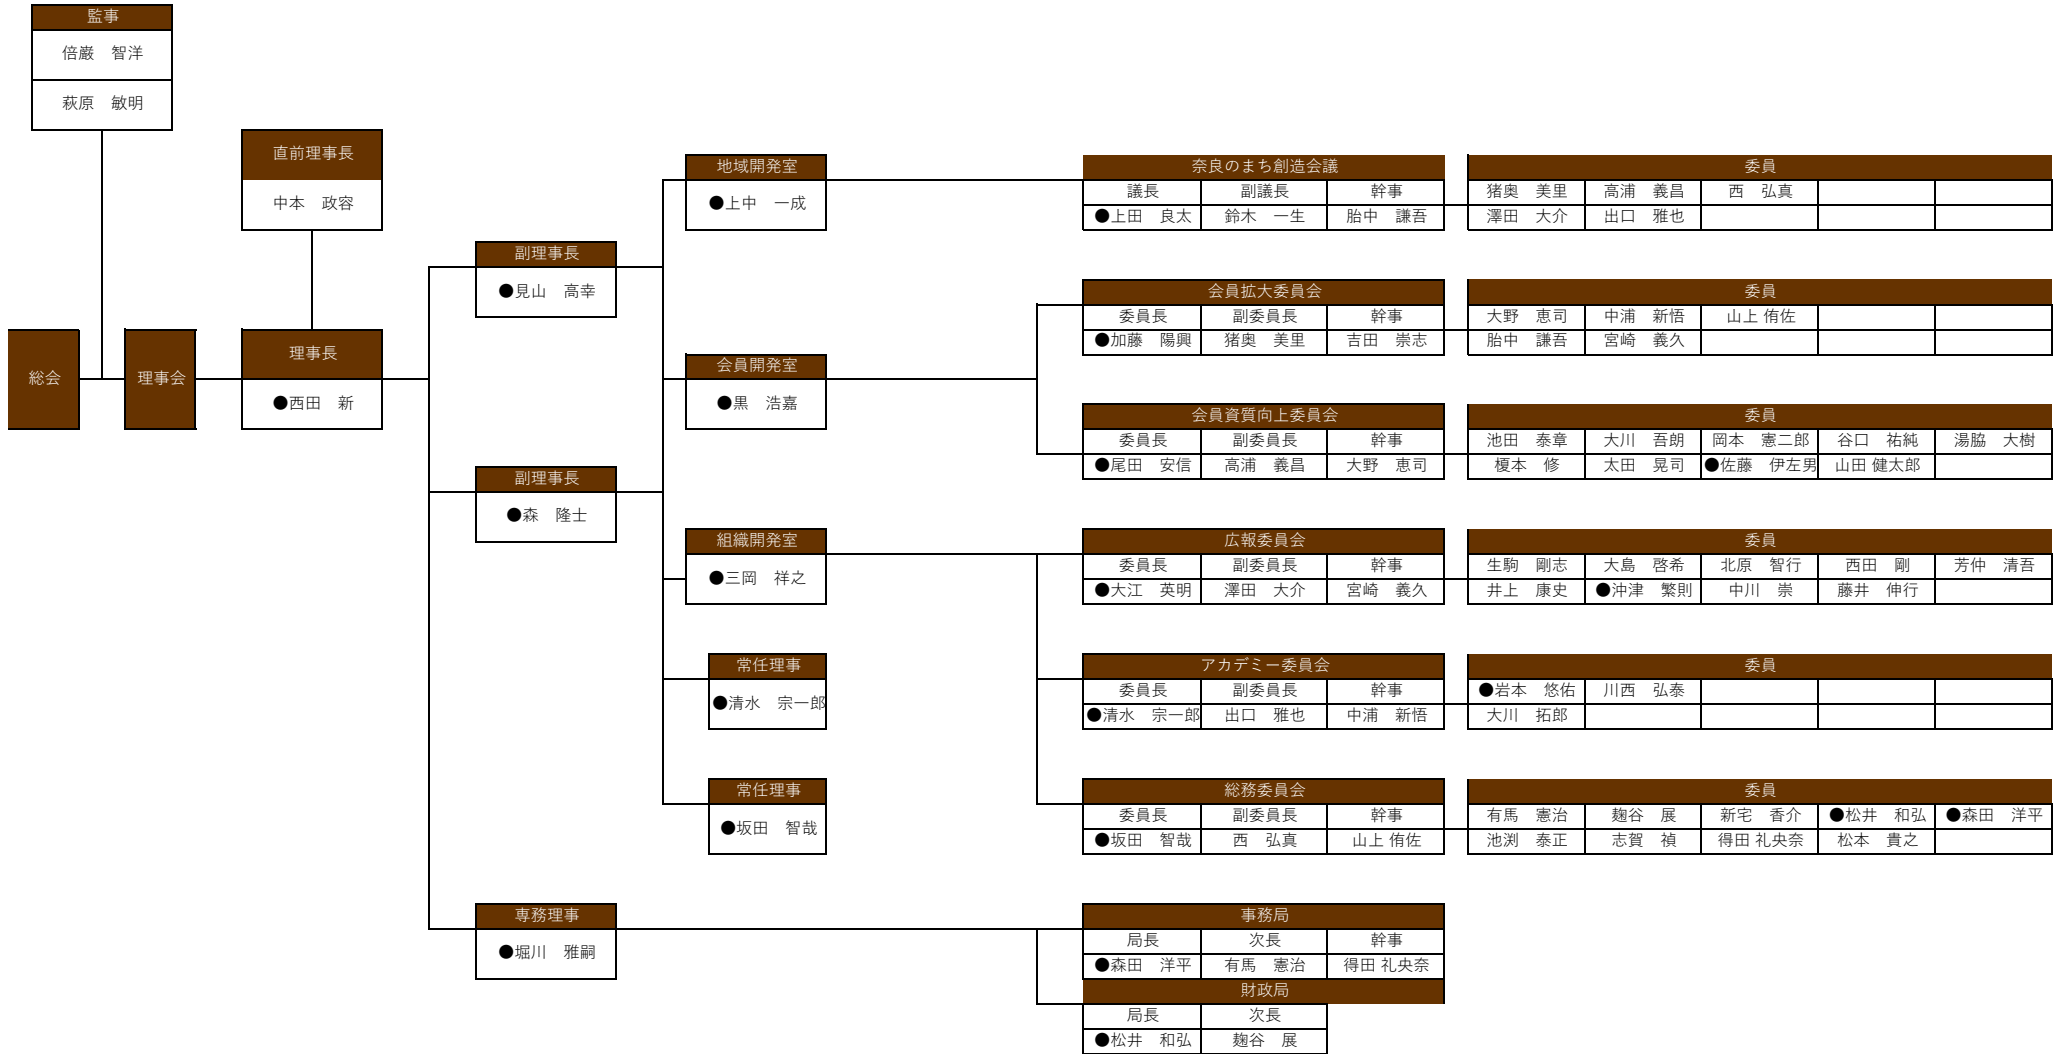 監事
倍巌　智洋
萩原　敏明
直前理事長
中本　政容
総会
理事会
理事長
●西田　新
副理事長
●見山　高幸
副理事長
●森　隆士
専務理事
●堀川　雅嗣
地域開発室
●上中　一成
会員開発室
●黒　浩嘉
組織開発室
●三岡　祥之
常任理事
●清水　宗一郎
常任理事
●坂田　智哉
奈良のまち創造会議
議長 副議長 幹事
●上田　良太 鈴木　一生 胎中　謙吾
委員
猪奥　美里 高浦　義昌 西　弘真
澤田　大介 出口　雅也
会員拡大委員会
委員長 副委員長 幹事
●加藤　陽興 猪奥　美里 吉田　崇志
委員
大野　恵司 中浦　新悟 山上 侑佐
胎中　謙吾 宮崎　義久
会員資質向上委員会
委員長 副委員長 幹事
●尾田　安信 高浦　義昌 大野　恵司
委員
池田　泰章 大川　吾朗 岡本　憲二郎 谷口　祐純 湯脇　大樹
榎本　修 太田　晃司 ●佐藤　伊左男 山田 健太郎
広報委員会
委員長 副委員長 幹事
●大江　英明 澤田　大介 宮崎　義久
委員
生駒　剛志 大島　啓希 北原　智行 西田　剛 芳仲　清吾
井上　康史 ●沖津　繁則 中川　崇 藤井　伸行
アカデミー委員会
委員長 副委員長 幹事
●清水　宗一郎 出口　雅也 中浦　新悟
委員
●岩本　悠佑 川西　弘泰
大川　拓郎
総務委員会
委員長 副委員長 幹事
●坂田　智哉 西　弘真 山上 侑佐
委員
有馬　憲治 麹谷　展 新宅　香介 ●松井　和弘 ●森田　洋平
池渕　泰正 志賀　禎 得田 礼央奈 松本　貴之
事務局
局長 次長 幹事
●森田　洋平 有馬　憲治 得田 礼央奈
財政局
局長 次長
●松井　和弘 麹谷　展